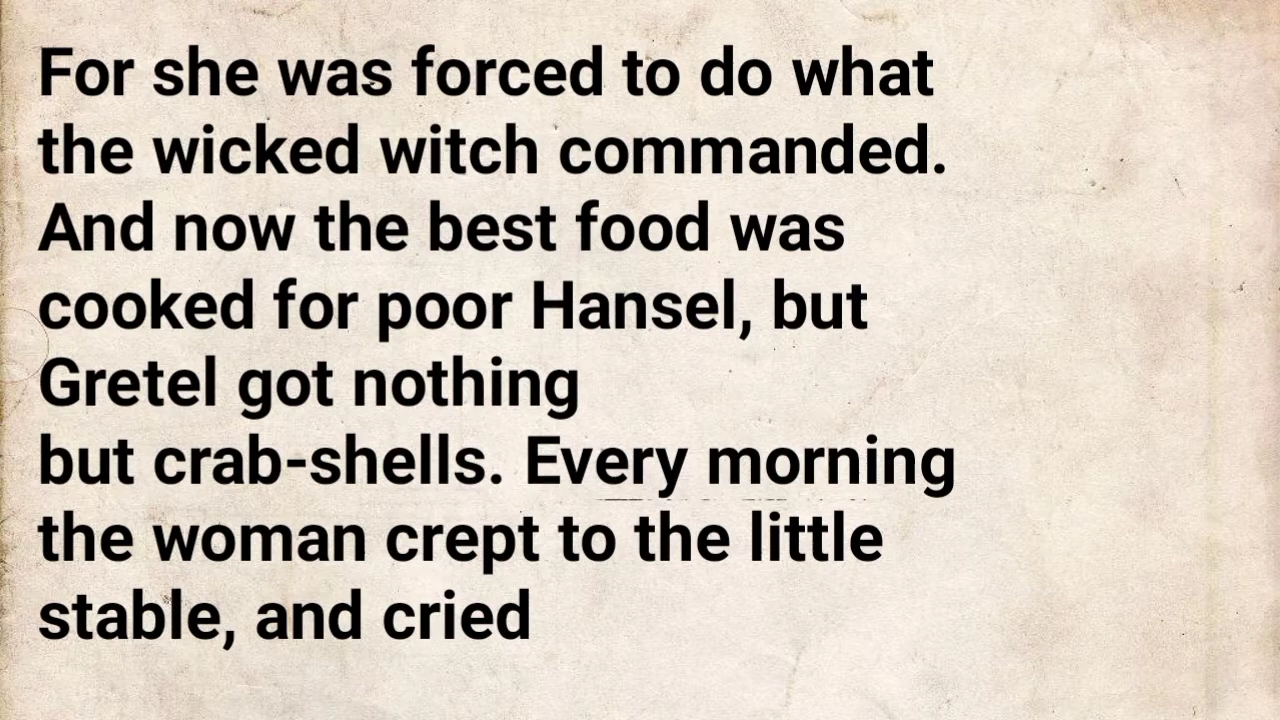 For she was forced to do what
the wicked witch commanded.
And now the best food was
cooked for poor Hansel, but
Gretel got nothing
but crab-shells. Every morning
the woman crept to the little
stable, and cried